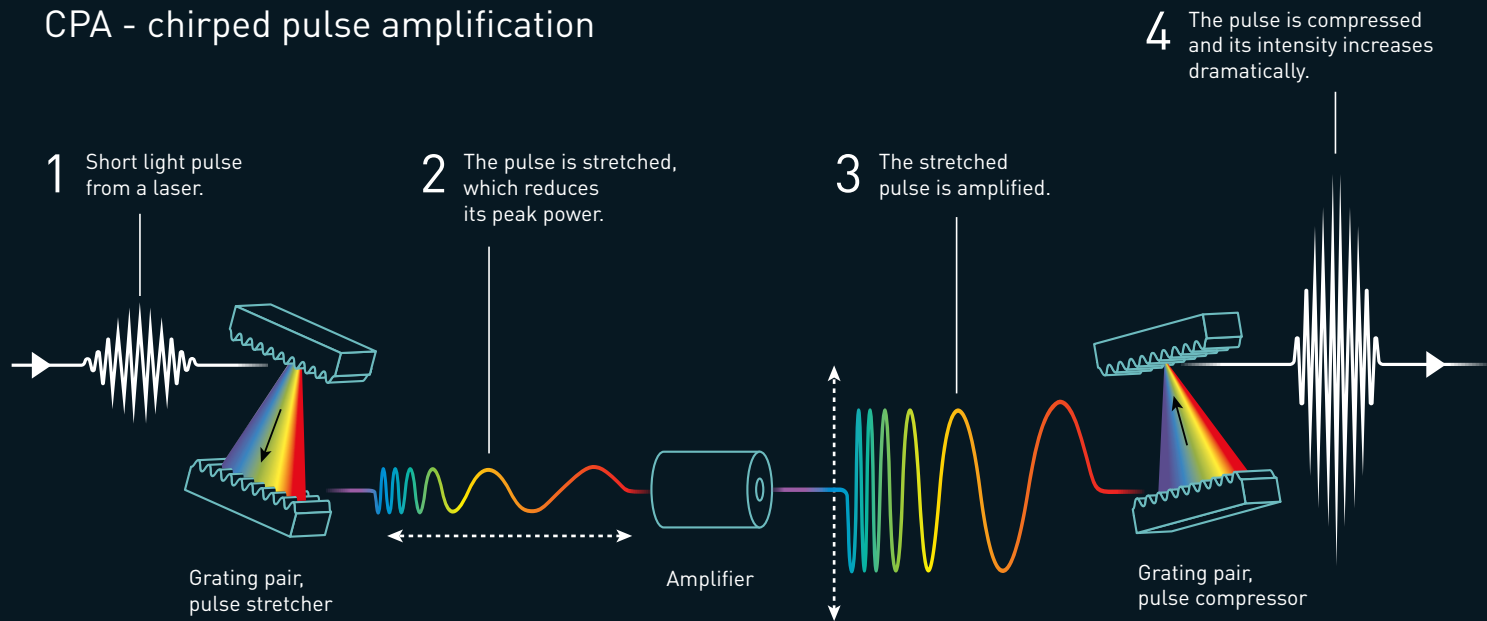 CPA - chirped pulse amplification
1
Short light pulse
from a laser.
2
The pulse is stretched,
which reduces
its peak power.
3
The stretched
pulse is amplified.
4
The pulse is compressed
and its intensity increases
dramatically.
Grating pair,
pulse stretcher
Amplifier
Grating pair,
pulse compressor